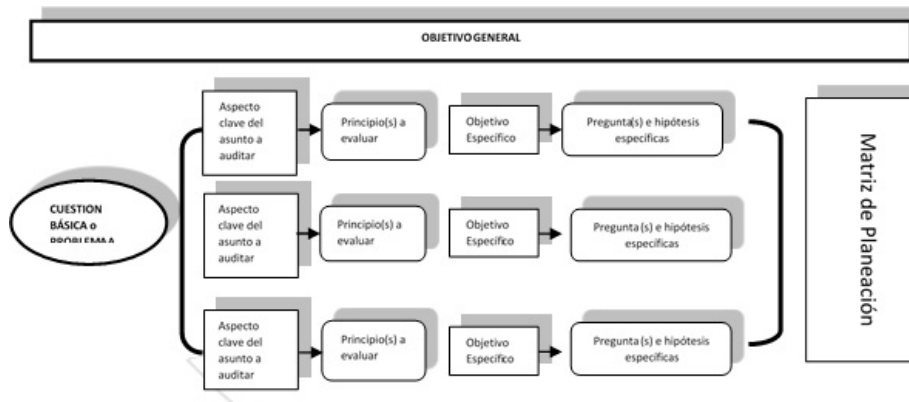 OBJETIVO GENERAL
Aspecto
clave del
asunto a
auditar
Principio(s) a
evaluar
Objetivo
Específico
Pregunta(s) e hipótesis
específicas
CUESTION
BÁSICA o
PROBLEMA A
Aspecto
clave del
asunto a
auditar
Principio(s) a
evaluar
Objetivo
Específico
Pregunta (s) e hipótesis
específicas
Aspecto
clave del
asunto a
auditar
Principio(s) a
evaluar
Objetivo
Específico
Pregunta (s) e hipótesis
específicas
Matriz de Planeación